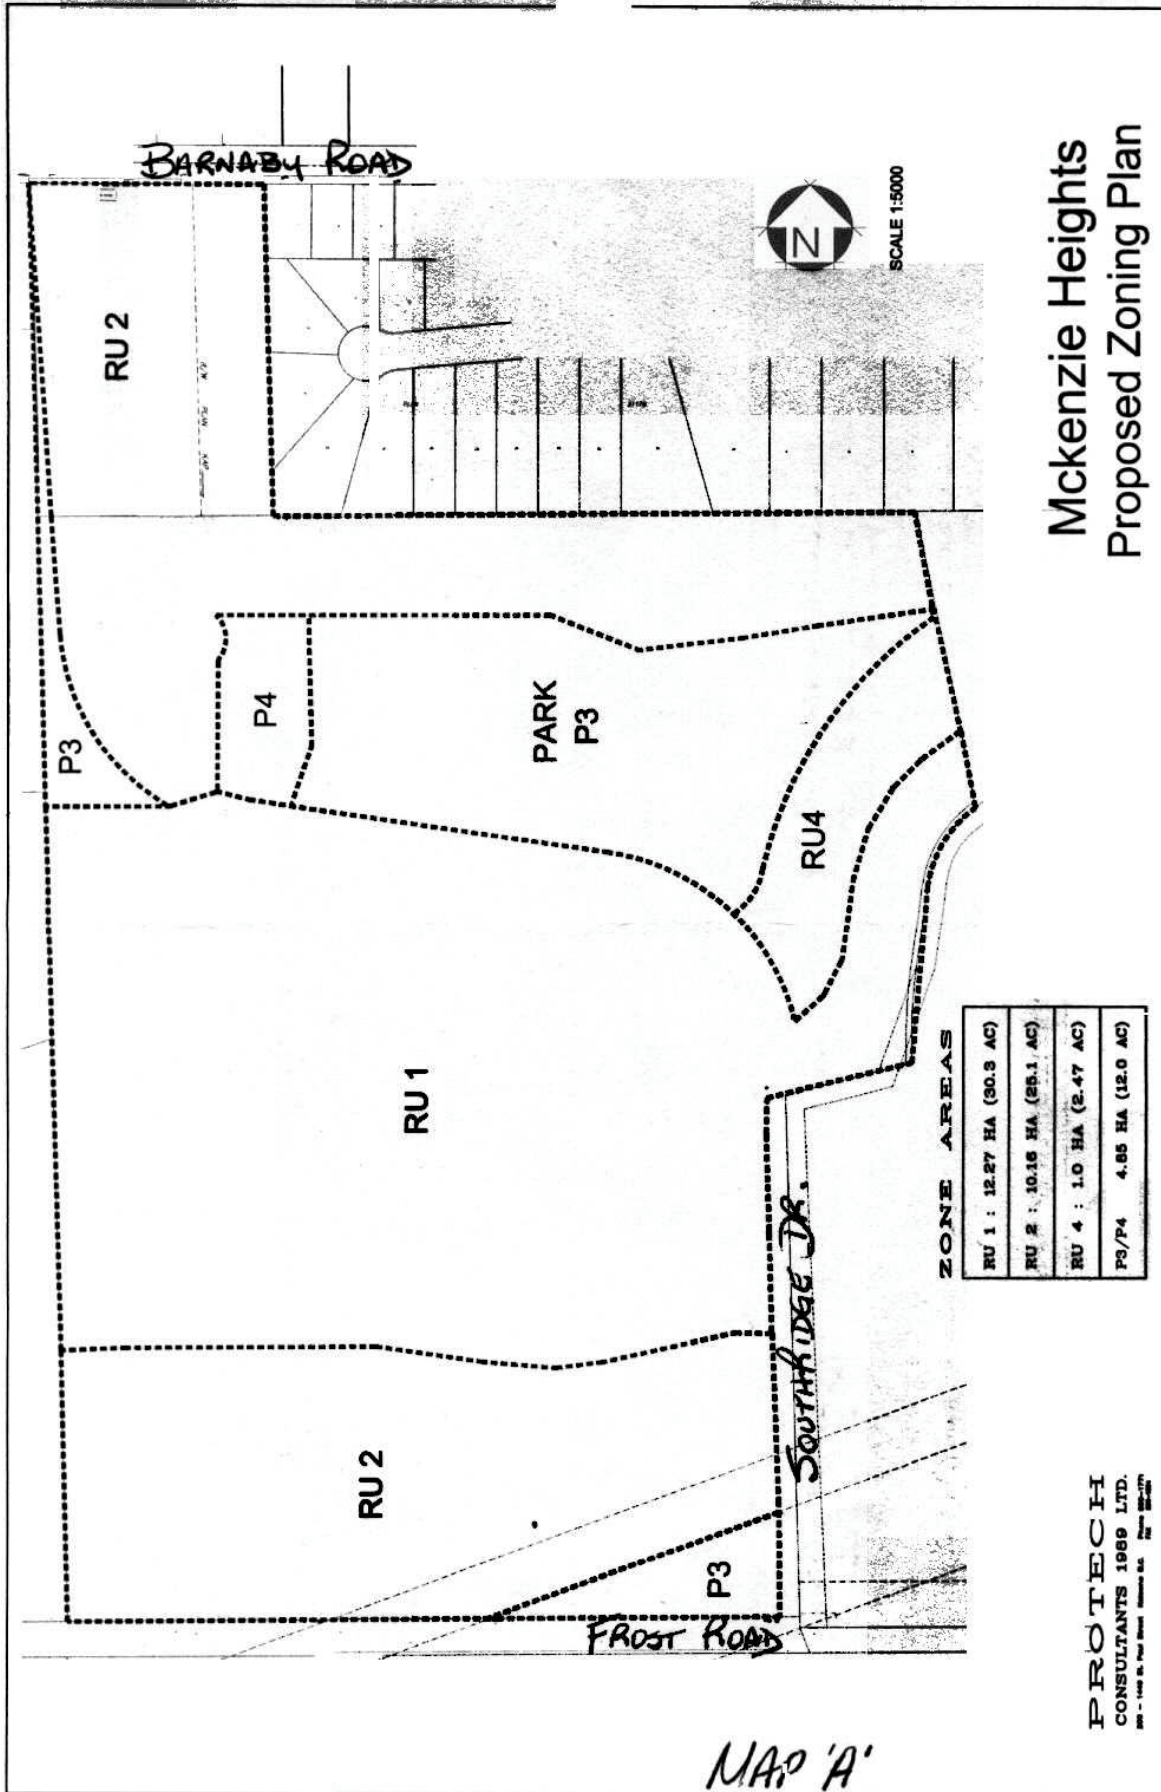 BARNABY ROAD
RU 2
P3
P4
PARK
P3
RU4
RU 1
RU 2
P3
FROST ROAD
SOUTHRIDGE DR.
N
SCALE 1:5000
Mckenzie Heights
Proposed Zoning Plan
ZONE AREAS
RU 1 : 12.27 HA (30.3 AC)
RU 2 : 10.16 HA (25.1 AC)
RU 4 : 1.0 HA (2.47 AC)
P3/P4 4.85 HA (12.0 AC)
PROTECH
CONSULTANTS 1989 LTD.
MAP 'A'